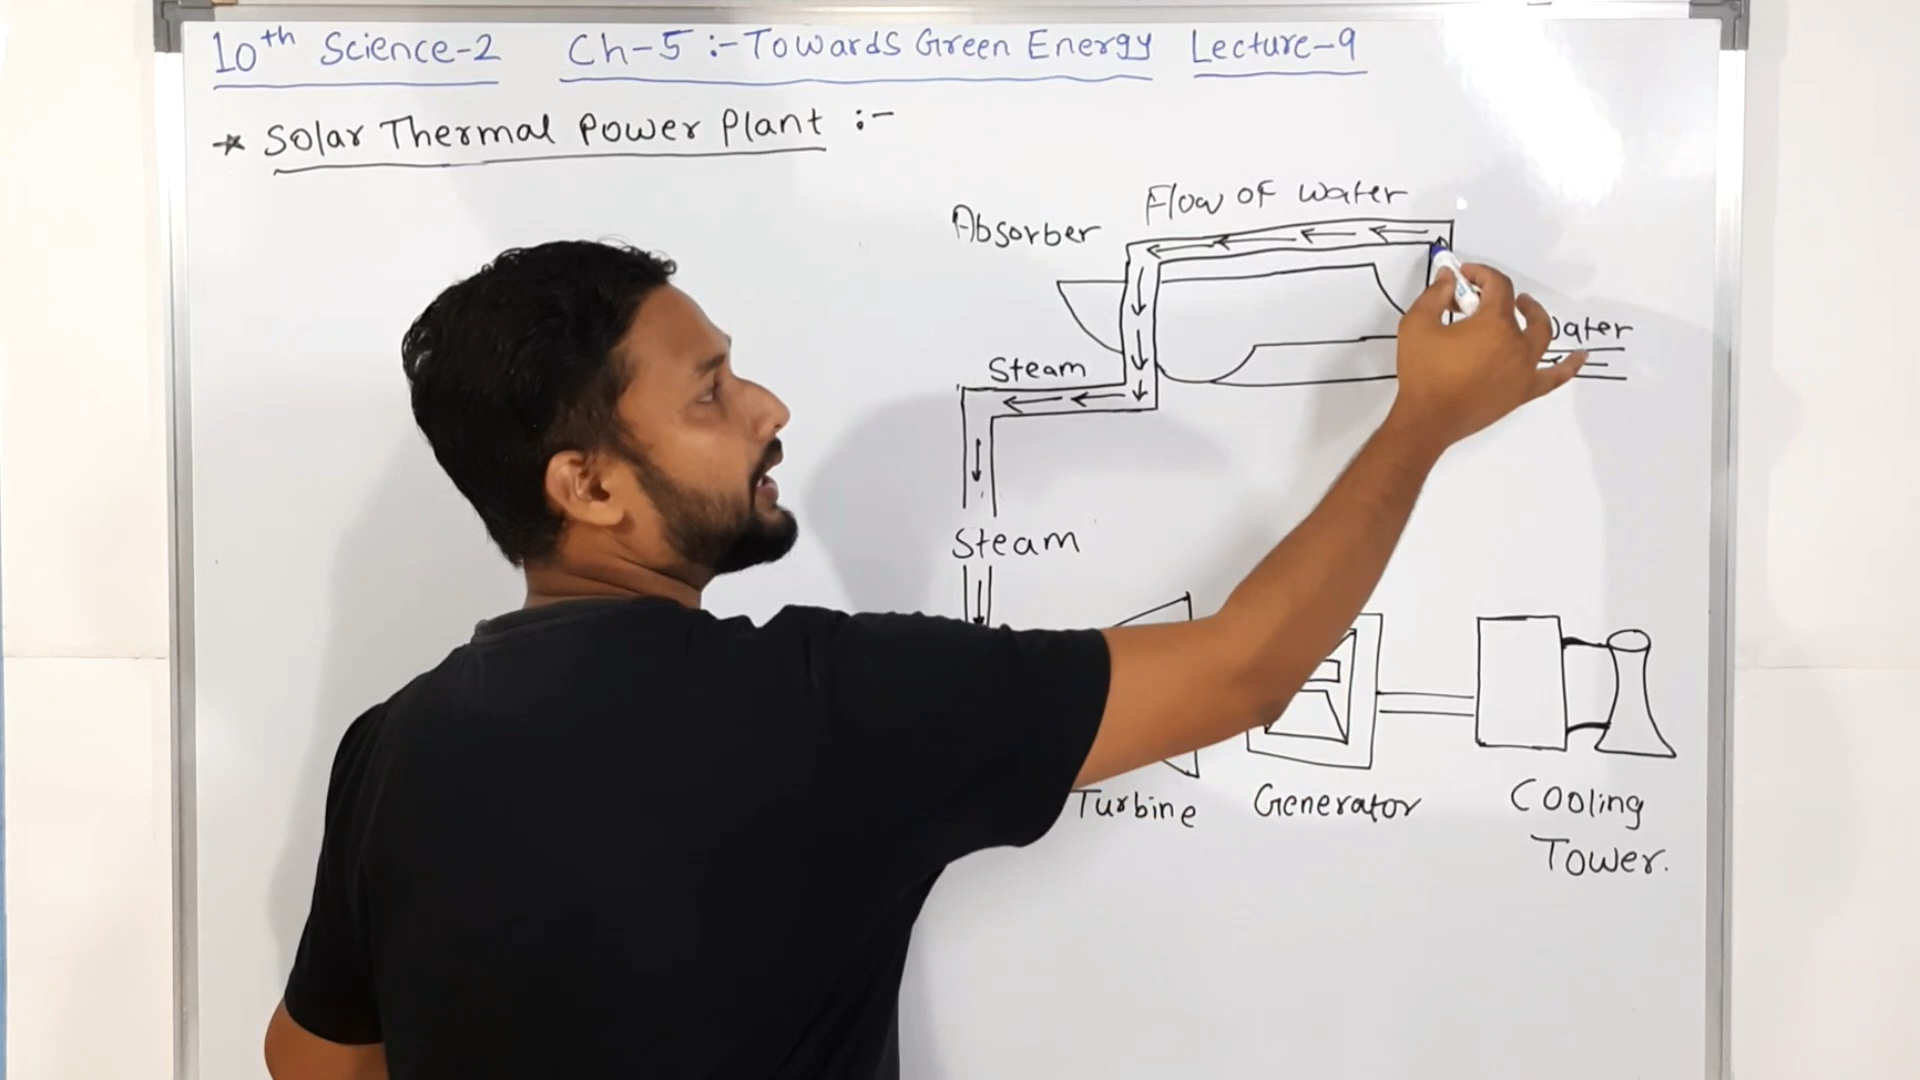 10th Science-2 Ch-5 :- Towards Green Energy Lecture-9
* Solar Thermal Power Plant :-
Flow of water
Absorber
Steam
Steam
Turbine Generator Cooling
Tower.